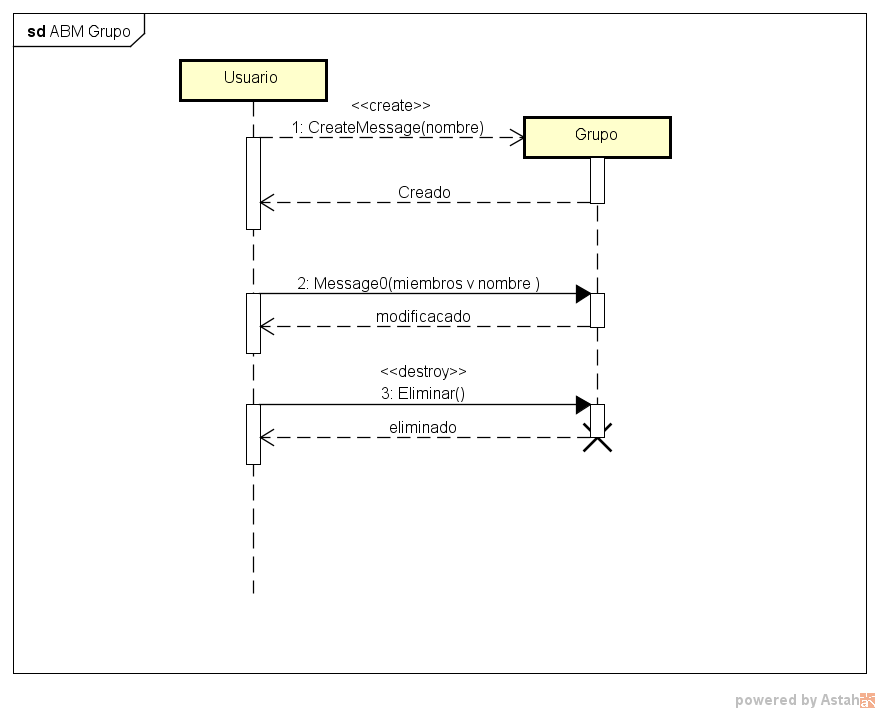 sd ABM Grupo
Usuario
<<create>>
1: CreateMessage(nombre)
Grupo
Creado
2: Message0(miembros v nombre )
modificacado
<<destroy>>
3: Eliminar()
eliminado
powered by Astah